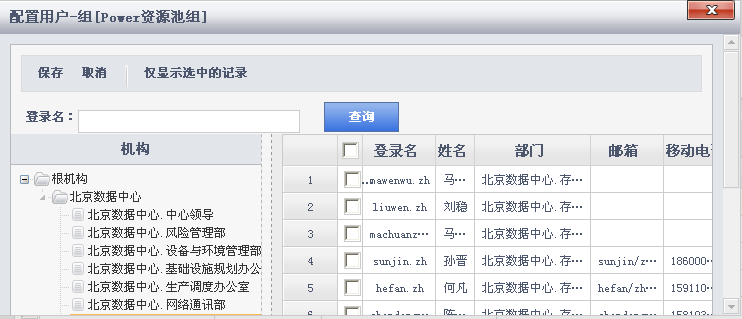 配置用户-组[Power资源池组]
保存 取消 仅显示选中的记录
登录名： 查询
机构
根机构
北京数据中心
北京数据中心.中心领导
北京数据中心.风险管理部
北京数据中心.设备与环境管理部
北京数据中心.基础设施规划办公
北京数据中心.生产调度办公室
北京数据中心.网络通讯部
登录名 姓名 部门 邮箱 移动电
1 …mawenwu.zh 马… 北京数据中心.存…
2 liuwen.zh 刘稳 北京数据中心.存…
3 machuanz… 马… 北京数据中心.存…
4 sunjin.zh 孙晋 北京数据中心.存… sunjin/z… 186000…
5 hefan.zh 何凡 北京数据中心.存… hefan/zh… 159110…